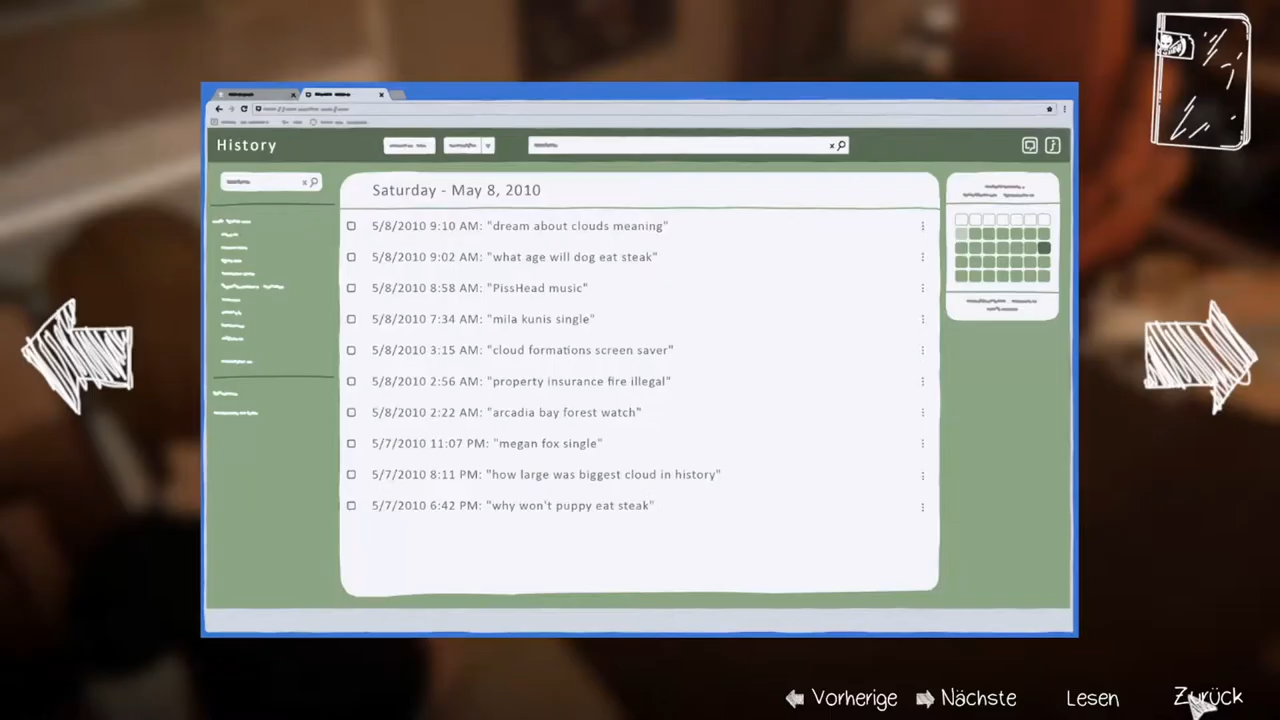 History
Saturday - May 8, 2010
5/8/2010 9:10 AM: "dream about clouds meaning"
5/8/2010 9:02 AM: "what age will dog eat steak"
5/8/2010 8:58 AM: "PissHead music"
5/8/2010 7:34 AM: "mila kunis single"
5/8/2010 3:15 AM: "cloud formations screen saver"
5/8/2010 2:56 AM: "property insurance fire illegal"
5/8/2010 2:22 AM: "arcadia bay forest watch"
5/7/2010 11:07 PM: "megan fox single"
5/7/2010 8:11 PM: "how large was biggest cloud in history"
5/7/2010 6:42 PM: "why won't puppy eat steak"
Vorherige Nächste Lesen Zurück